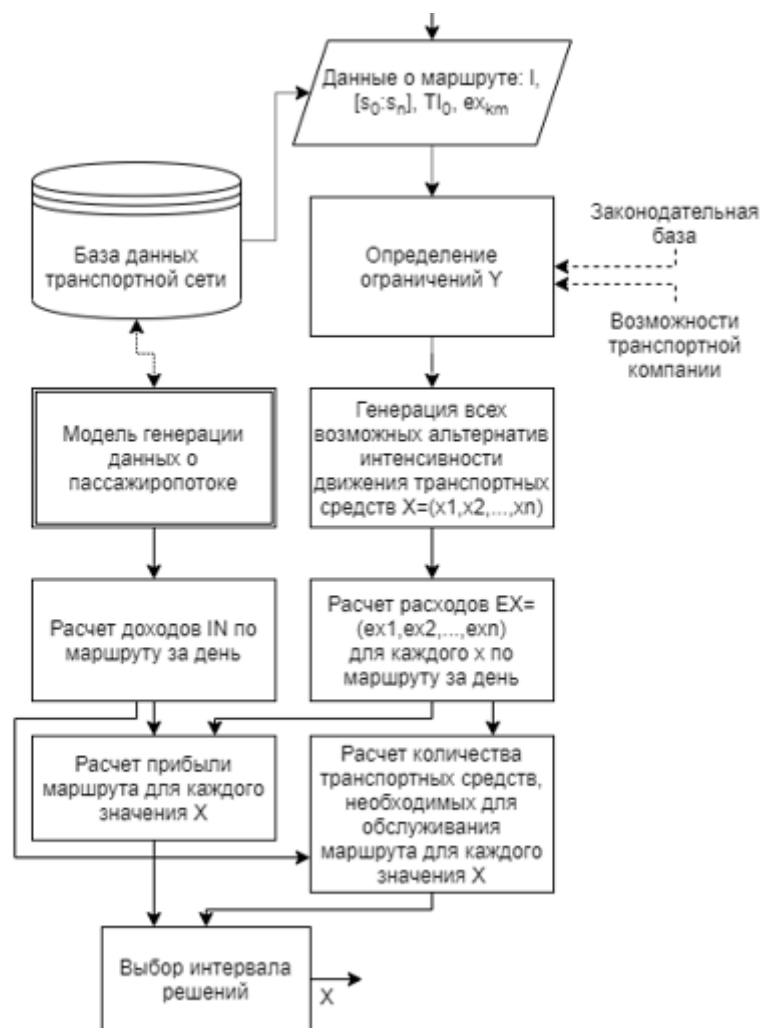 Данные о маршруте: I,
[s₀:sₙ], TI₀, exₖₘ
База данных
транспортной сети
Определение
ограничений Y
Законодательная
база
Возможности
транспортной
компании
Модель генерации
данных о
пассажиропотоке
Генерация всех
возможных альтернатив
интенсивности
движения транспортных
средств X=(x1,x2,...,xn)
Расчет доходов IN по
маршруту за день
Расчет расходов EX=
(ex1,ex2,...,exn)
для каждого x по
маршруту за день
Расчет прибыли
маршрута для каждого
значения X
Расчет количества
транспортных средств,
необходимых для
обслуживания
маршрута для каждого
значения X
Выбор интервала
решений
X